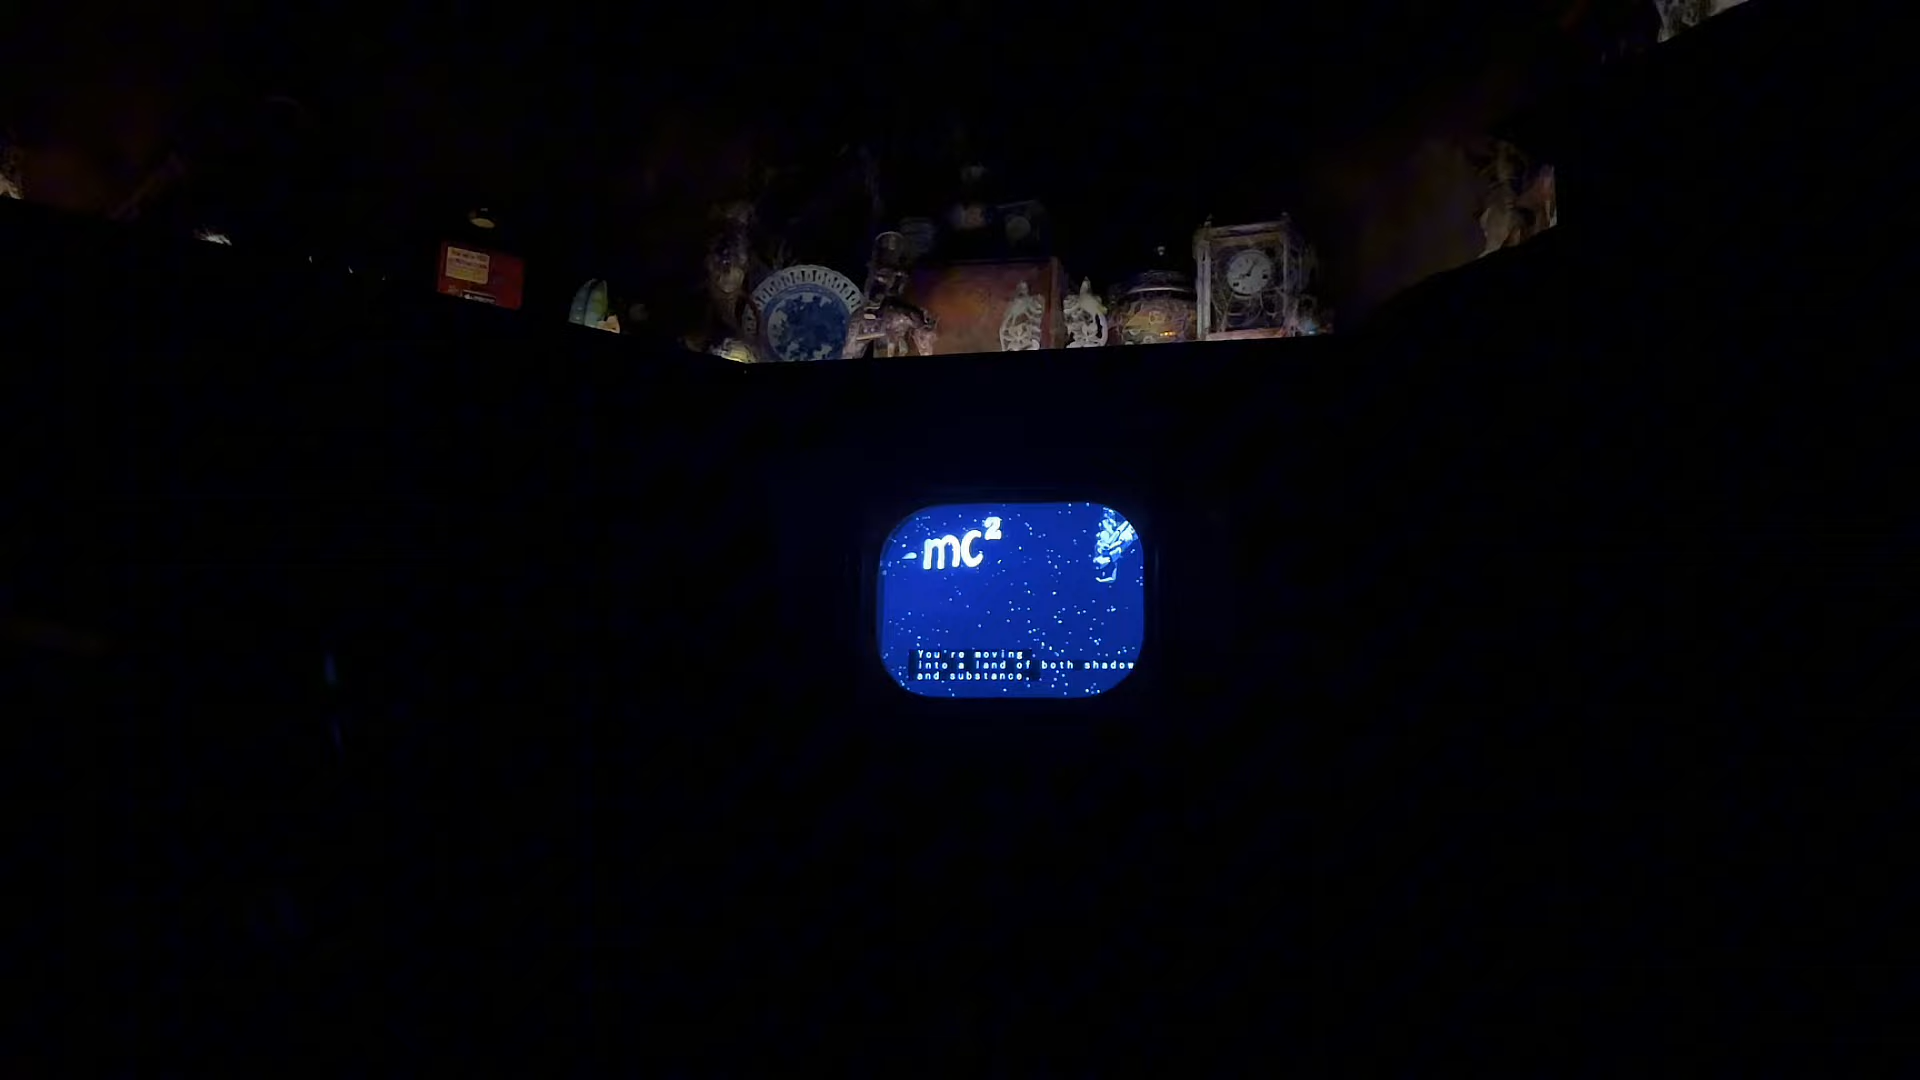 mc²
You're moving
into a land of both shadow
and substance.